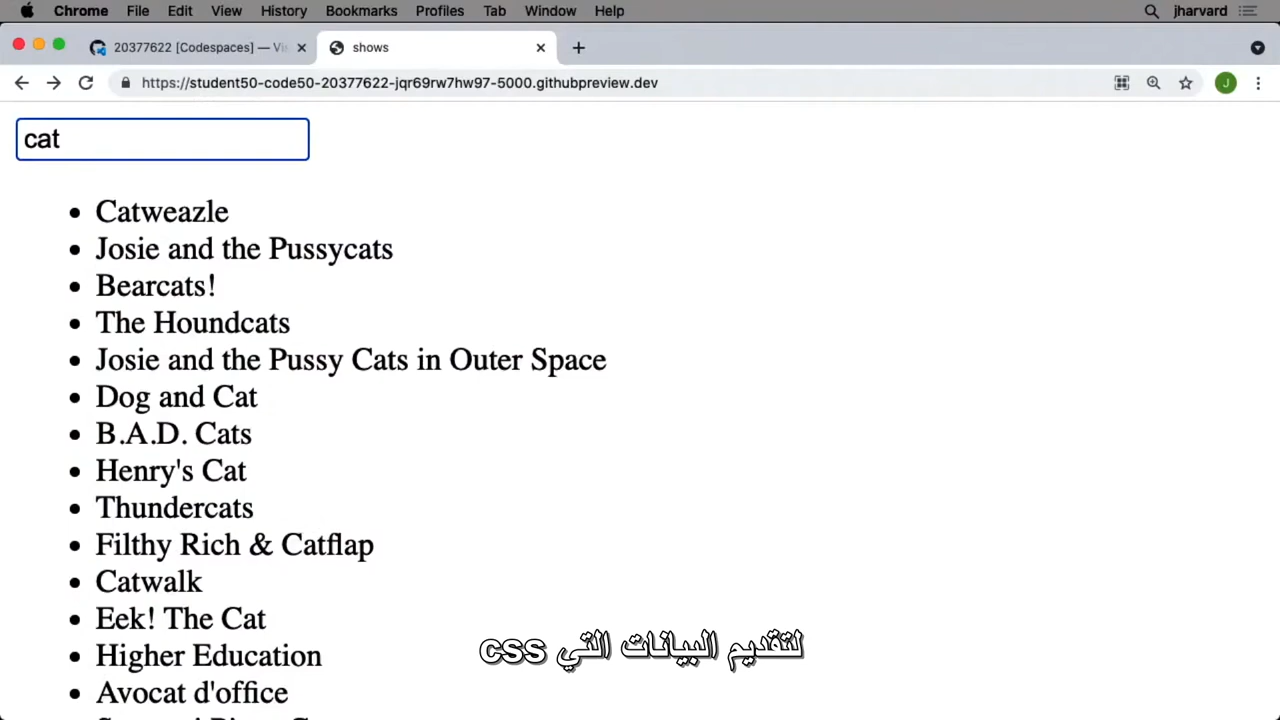 Chrome File Edit View History Bookmarks Profiles Tab Window Help jharvard
20377622 [Codespaces] — Vi shows
https://student50-code50-20377622-jqr69rw7hw97-5000.githubpreview.dev J
cat
• Catweazle
• Josie and the Pussycats
• Bearcats!
• The Houndcats
• Josie and the Pussy Cats in Outer Space
• Dog and Cat
• B.A.D. Cats
• Henry's Cat
• Thundercats
• Filthy Rich & Catflap
• Catwalk
• Eek! The Cat
• Higher Education
• Avocat d'office
لتقديم البيانات التي css